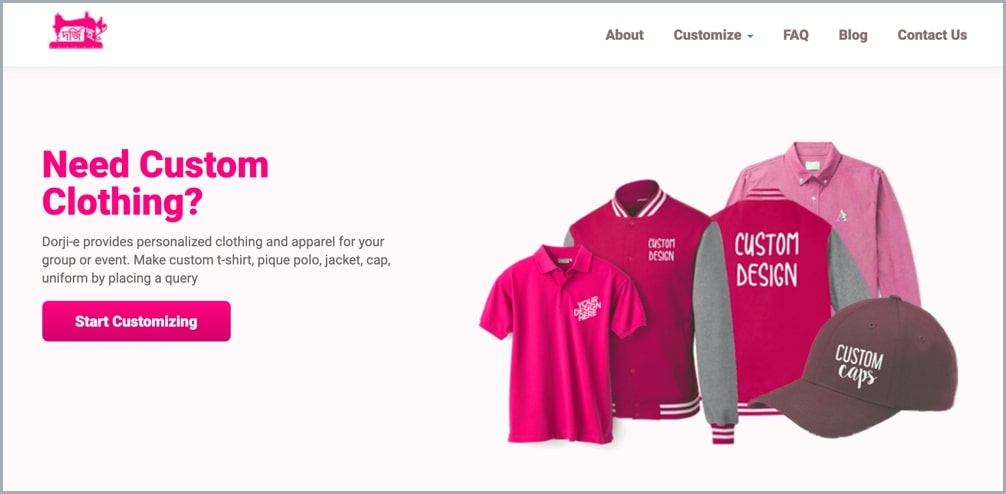 দর্জি ই
About
Customize
FAQ
Blog
Contact Us
Need Custom
Clothing?
Dorji-e provides personalized clothing and apparel for your
group or event. Make custom t-shirt, pique polo, jacket, cap,
uniform by placing a query
Start Customizing
CUSTOM
DESIGN
CUSTOM
DESIGN
YOUR
DESIGN
HERE
CUSTOM
caps